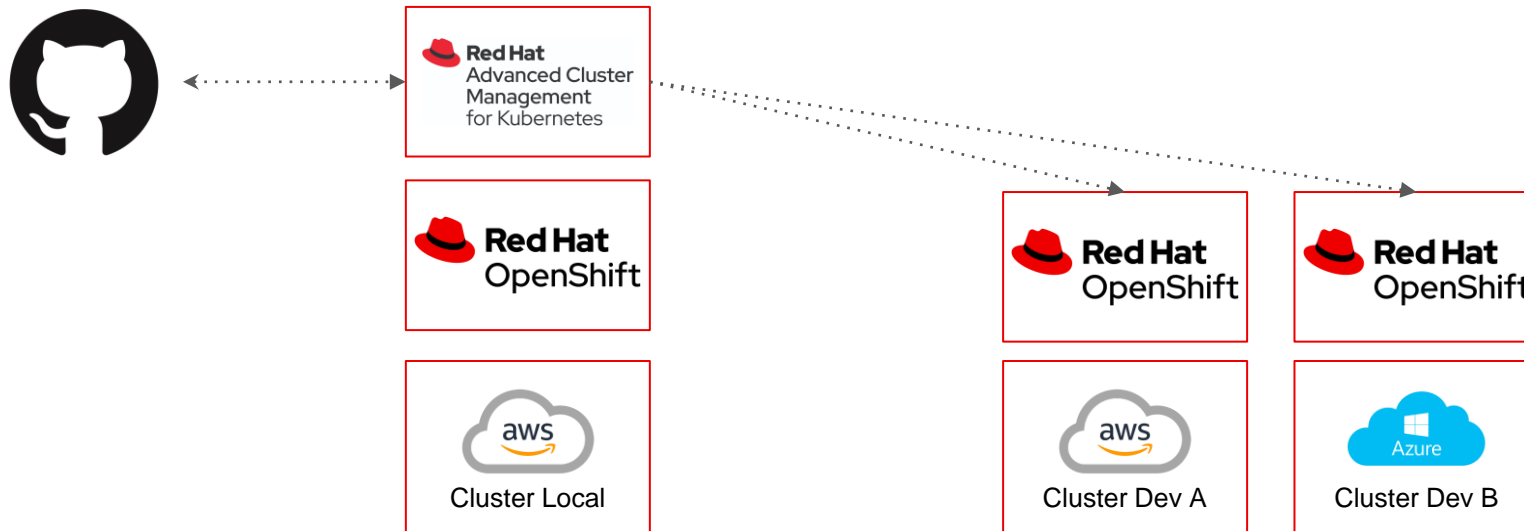 Red Hat
Advanced Cluster
Management
for Kubernetes
Red Hat
OpenShift
Red Hat
OpenShift
Red Hat
OpenShift
aws
Cluster Local
aws
Cluster Dev A
Azure
Cluster Dev B